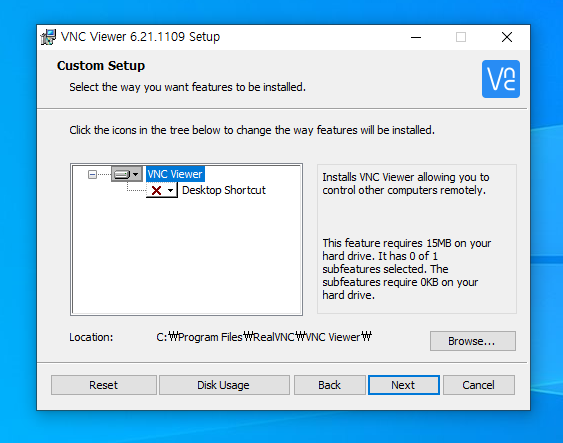 VNC Viewer 6.21.1109 Setup
Custom Setup
Select the way you want features to be installed.
VNC
Click the icons in the tree below to change the way features will be installed.
VNC Viewer
Desktop Shortcut
Installs VNC Viewer allowing you to
control other computers remotely.
This feature requires 15MB on your
hard drive. It has 0 of 1
subfeatures selected. The
subfeatures require 0KB on your
hard drive.
Location:
C:₩Program Files₩RealVNC₩VNC Viewer₩
Browse...
Reset
Disk Usage
Back
Next
Cancel